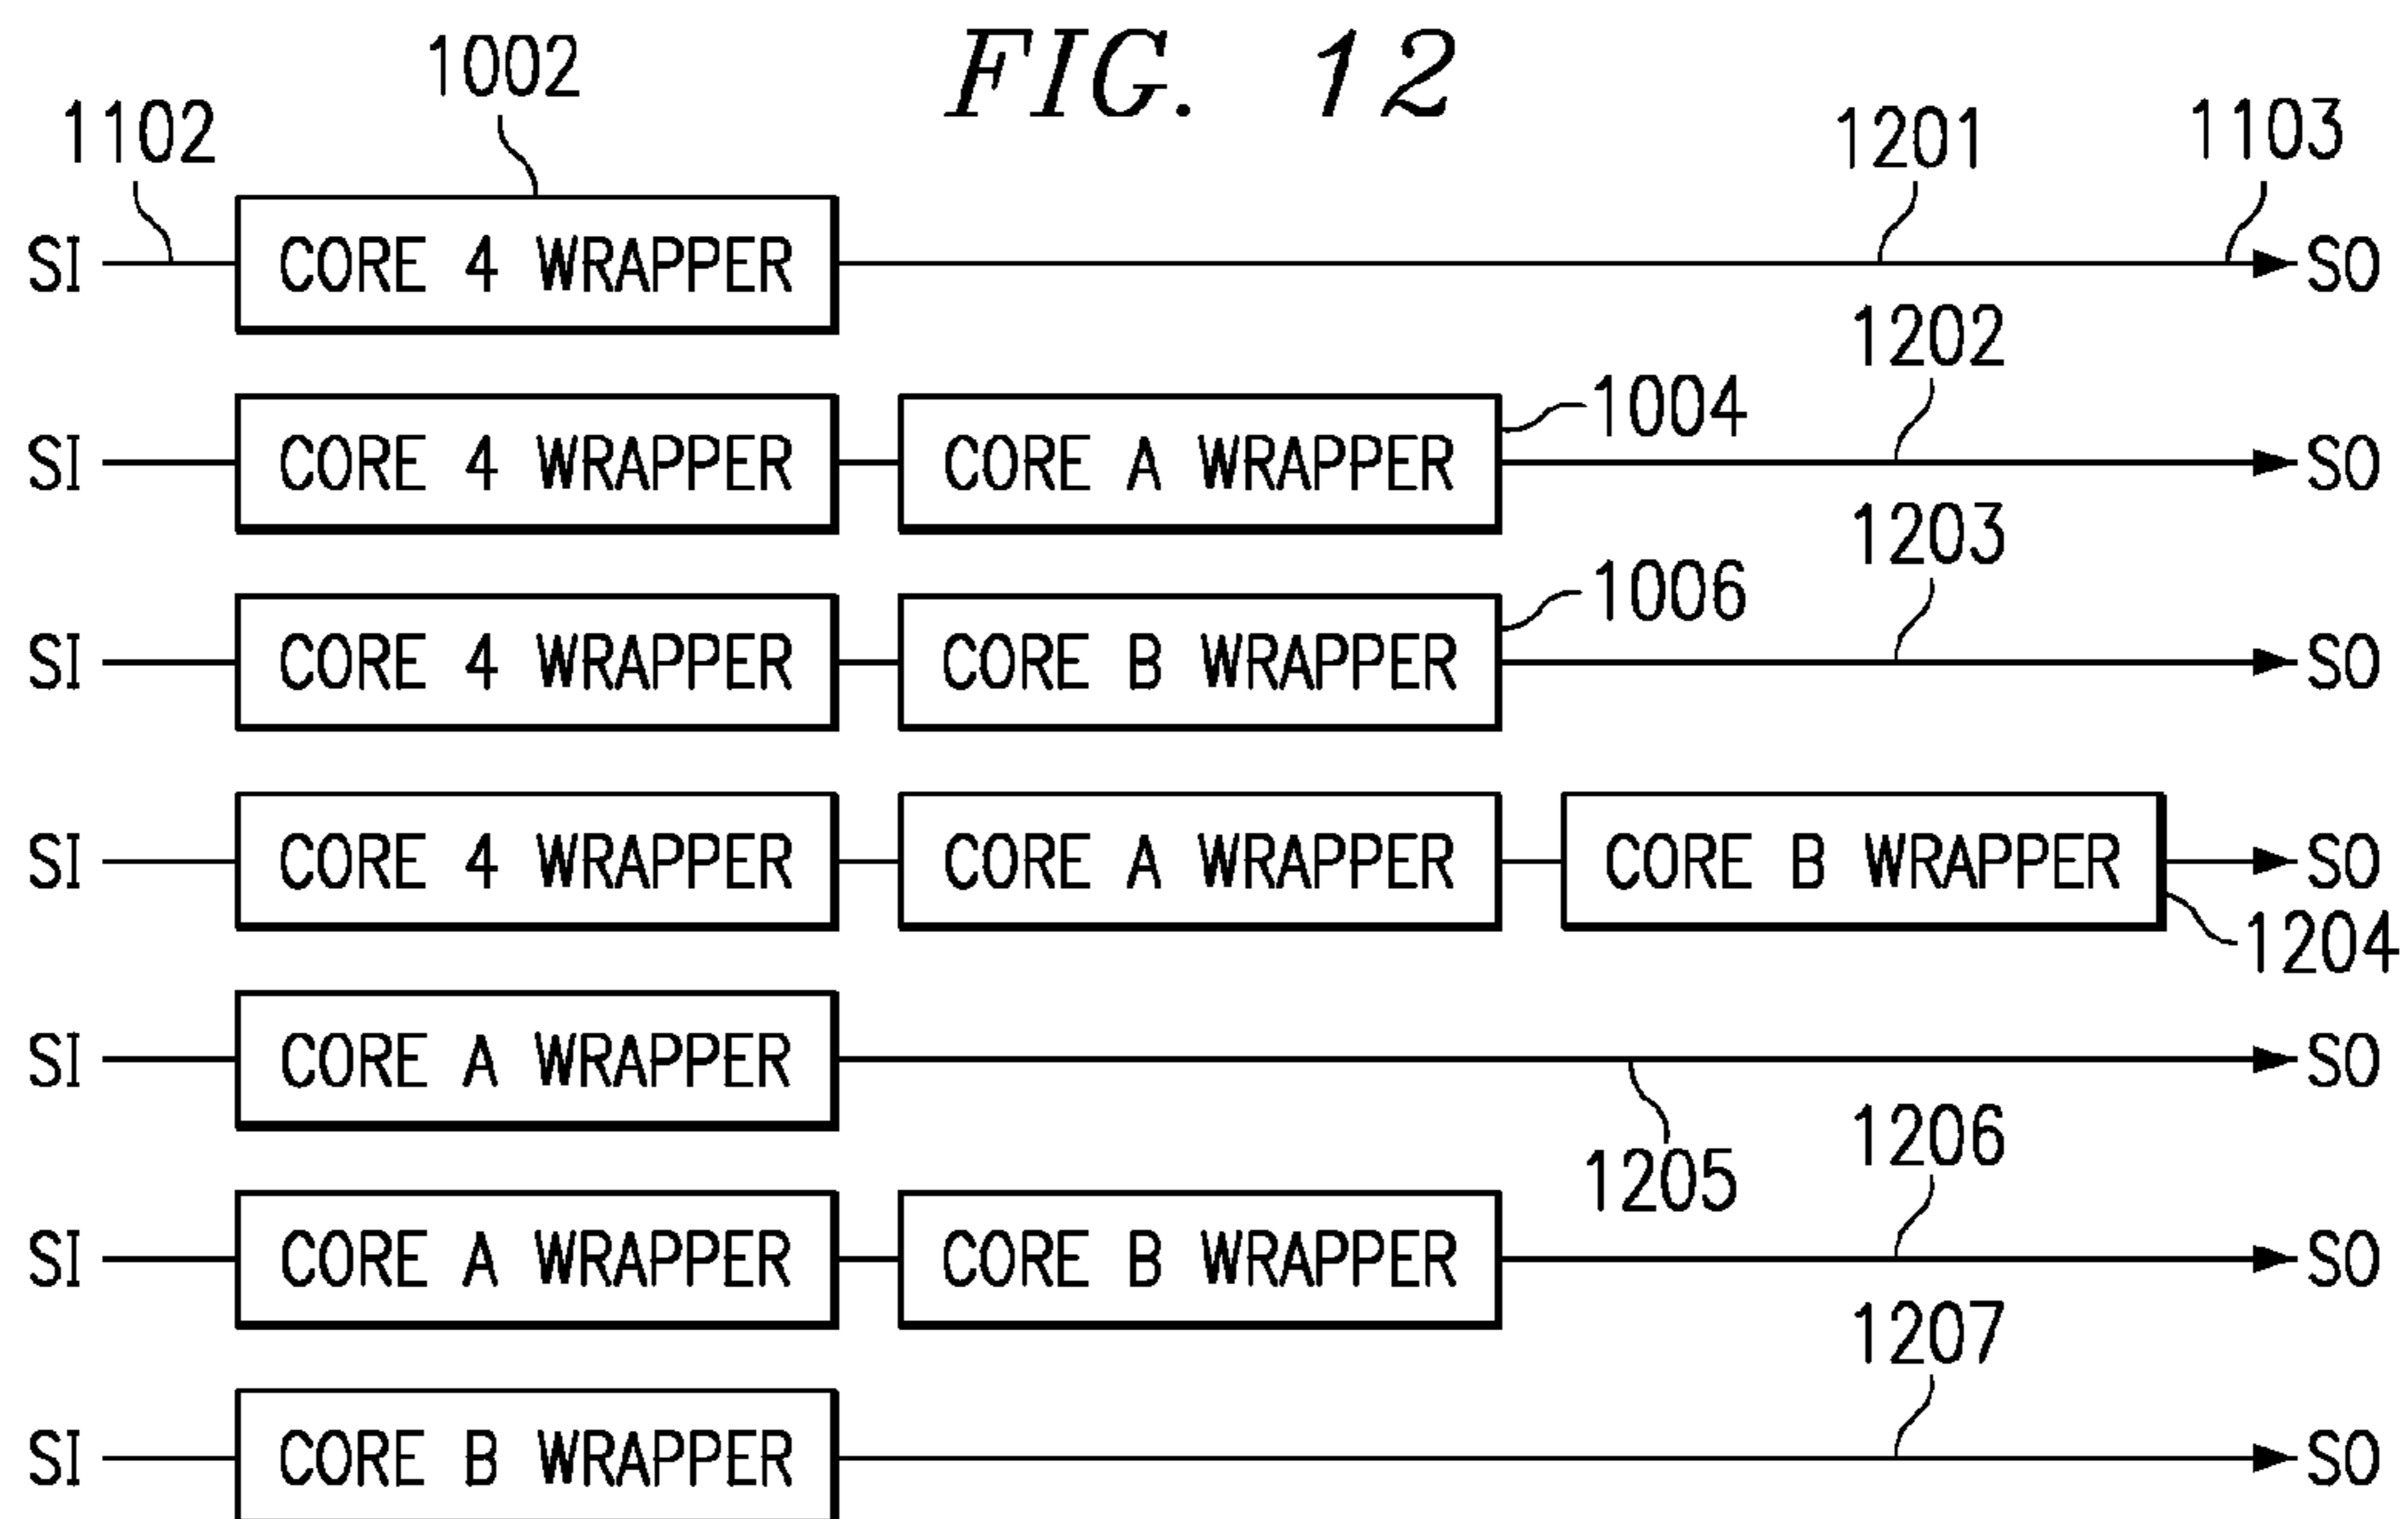 FIG. 12
1002
1102
1201
1103
SI CORE 4 WRAPPER SO
1202
1004
SI CORE 4 WRAPPER CORE A WRAPPER SO
1203
1006
SI CORE 4 WRAPPER CORE B WRAPPER SO
SI CORE 4 WRAPPER CORE A WRAPPER CORE B WRAPPER SO
1204
SI CORE A WRAPPER SO
1205
1206
SI CORE A WRAPPER CORE B WRAPPER SO
1207
SI CORE B WRAPPER SO